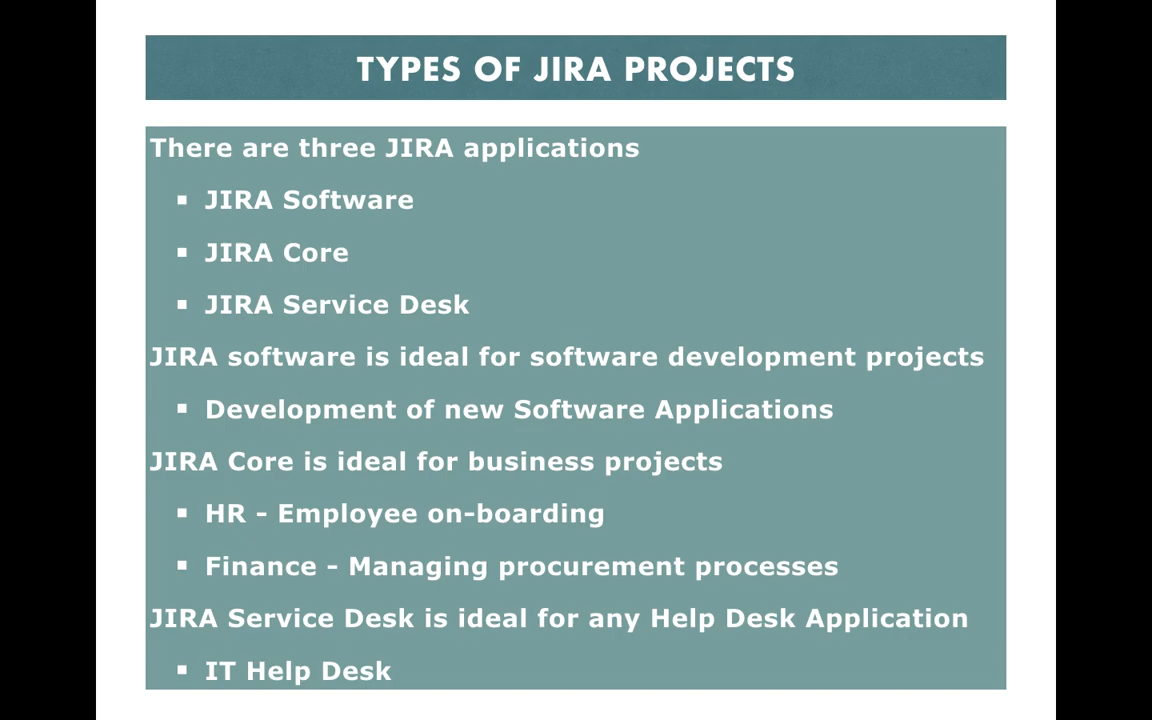 TYPES OF JIRA PROJECTS
There are three JIRA applications
▪ JIRA Software
▪ JIRA Core
▪ JIRA Service Desk
JIRA software is ideal for software development projects
▪ Development of new Software Applications
JIRA Core is ideal for business projects
▪ HR - Employee on-boarding
▪ Finance - Managing procurement processes
JIRA Service Desk is ideal for any Help Desk Application
▪ IT Help Desk